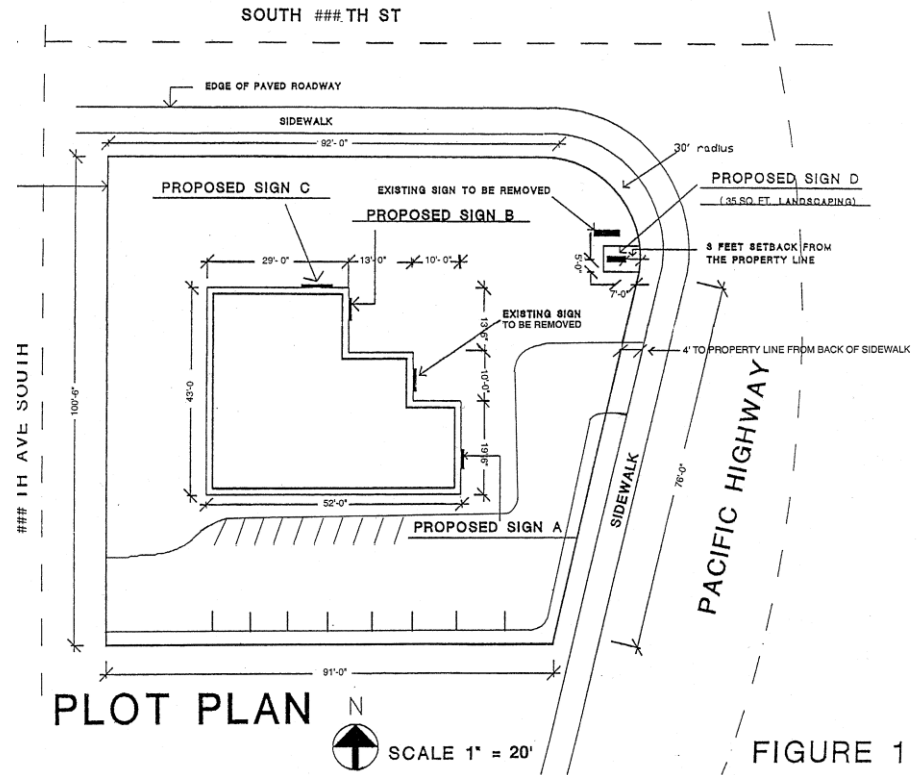 SOUTH ### TH ST
EDGE OF PAVED ROADWAY
SIDEWALK
92'- 0"
30' radius
PROPOSED SIGN C
EXISTING SIGN TO BE REMOVED
PROPOSED SIGN D
(35 SQ. FT. LANDSCAPING)
PROPOSED SIGN B
3 FEET SETBACK FROM
THE PROPERTY LINE
29'- 0"
13'- 0"
10'- 0"
5'-0"
7'-0"
EXISTING SIGN
TO BE REMOVED
13'-6"
4' TO PROPERTY LINE FROM BACK OF SIDEWALK
### TH AVE SOUTH
100'-6"
43'-0
10'-0"
19'-6"
PACIFIC HIGHWAY
SIDEWALK
76'-0"
52'-0"
PROPOSED SIGN A
91'-0"
PLOT PLAN
N
SCALE 1" = 20'
FIGURE 1